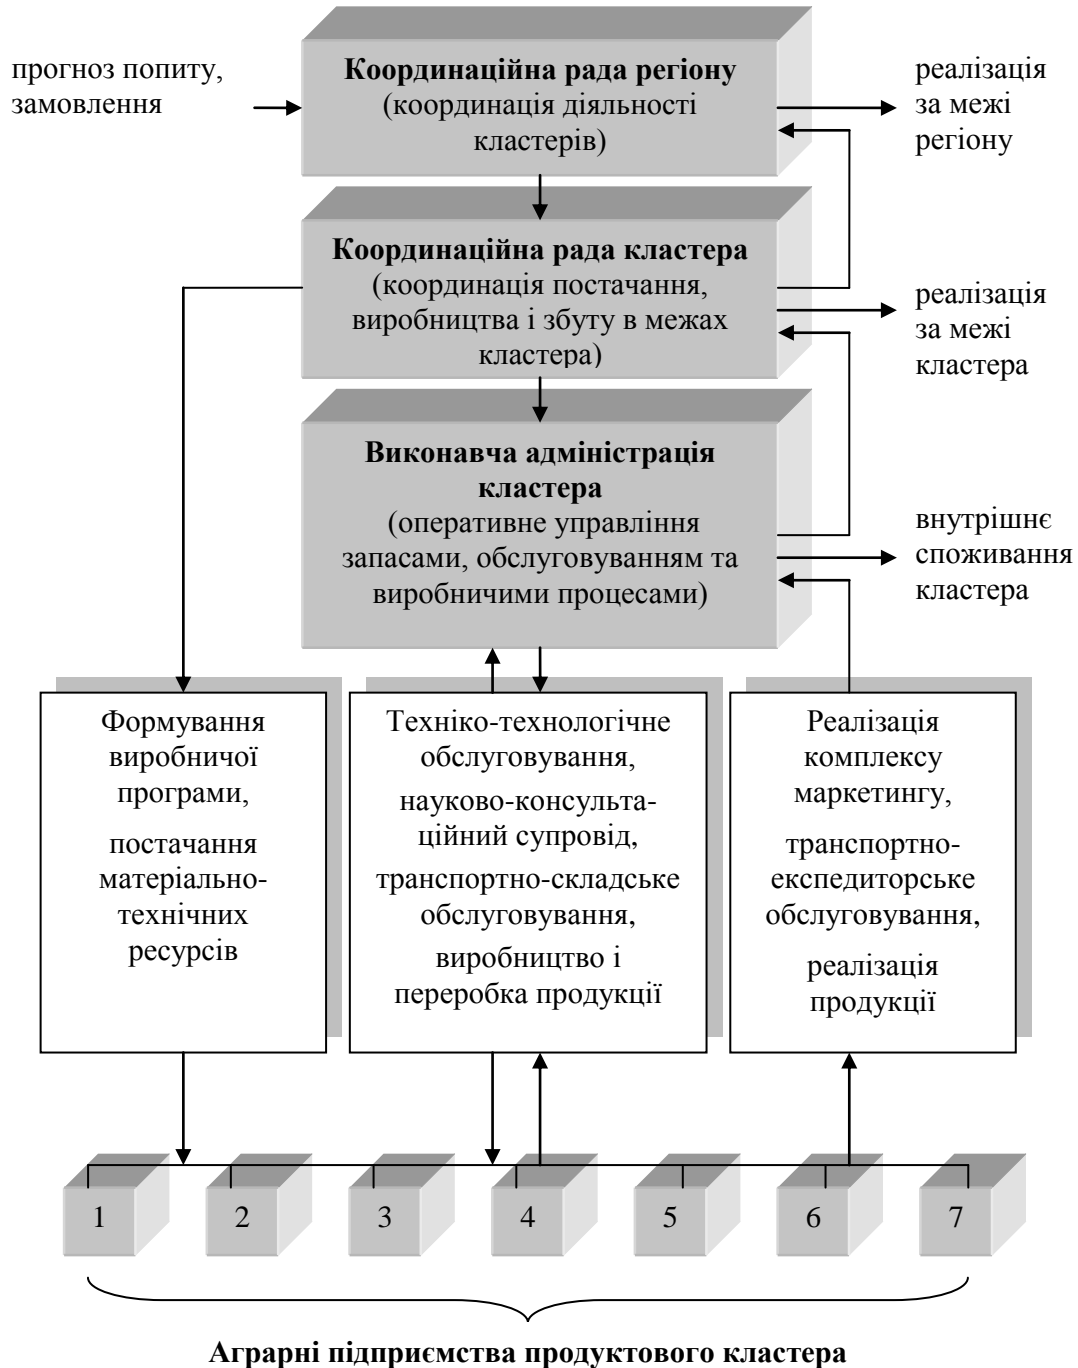 прогноз попиту,
замовлення
Координаційна рада регіону
(координація діяльності
кластерів)
реалізація
за межі
регіону
Координаційна рада кластера
(координація постачання,
виробництва і збуту в межах
кластера)
реалізація
за межі
кластера
Виконавча адміністрація
кластера
(оперативне управління
запасами, обслуговуванням та
виробничими процесами)
внутрішнє
споживання
кластера
Формування
виробничої
програми,
постачання
матеріально-
технічних
ресурсів
Техніко-технологічне
обслуговування,
науково-консульта-
ційний супровід,
транспортно-складське
обслуговування,
виробництво і
переробка продукції
Реалізація
комплексу
маркетингу,
транспортно-
експедиторське
обслуговування,
реалізація
продукції
1 2 3 4 5 6 7
Аграрні підприємства продуктового кластера